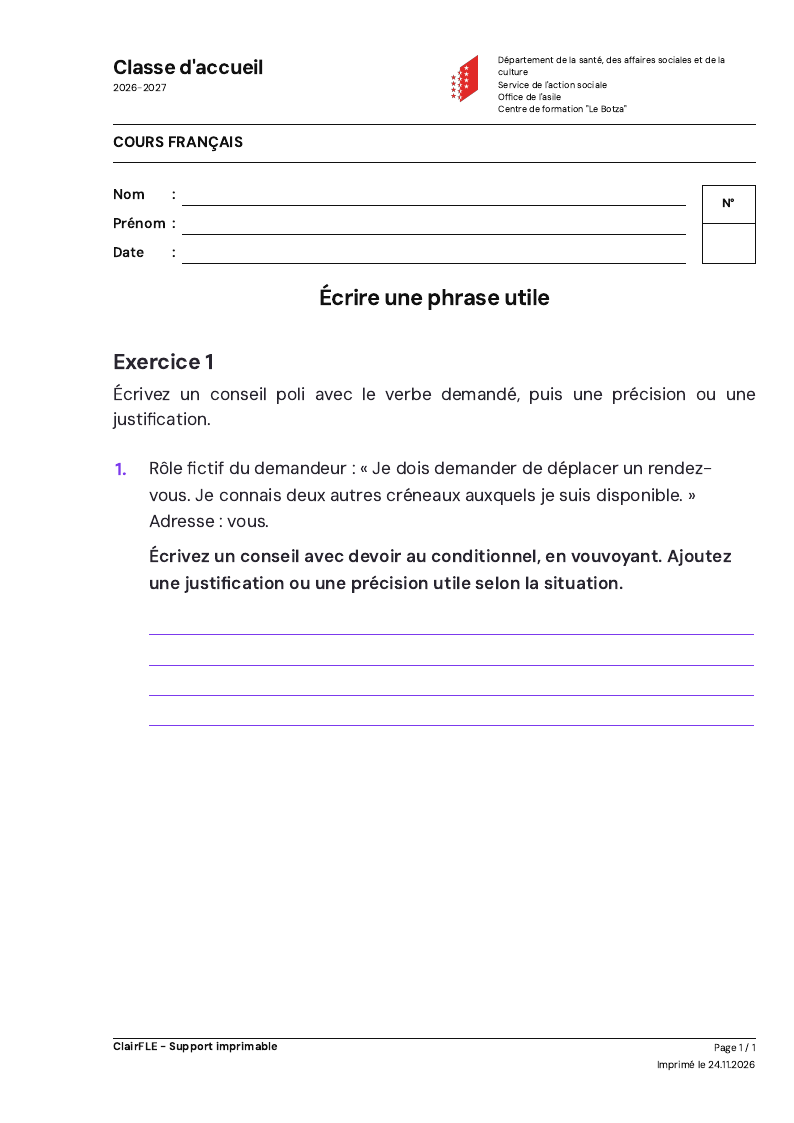 Classe d'accueil
2026-2027
Département de la santé, des affaires sociales et de la
culture
Service de l'action sociale
Office de l'asile
Centre de formation "Le Botza"
COURS FRANÇAIS
Nom :
Prénom :
Date :
N°
Écrire une phrase utile
Exercice 1
Écrivez un conseil poli avec le verbe demandé, puis une précision ou une
justification.
1. Rôle fictif du demandeur : « Je dois demander de déplacer un rendez-
vous. Je connais deux autres créneaux auxquels je suis disponible. »
Adresse : vous.
Écrivez un conseil avec devoir au conditionnel, en vouvoyant. Ajoutez
une justification ou une précision utile selon la situation.
ClairFLE - Support imprimable
Page 1 / 1
Imprimé le 24.11.2026